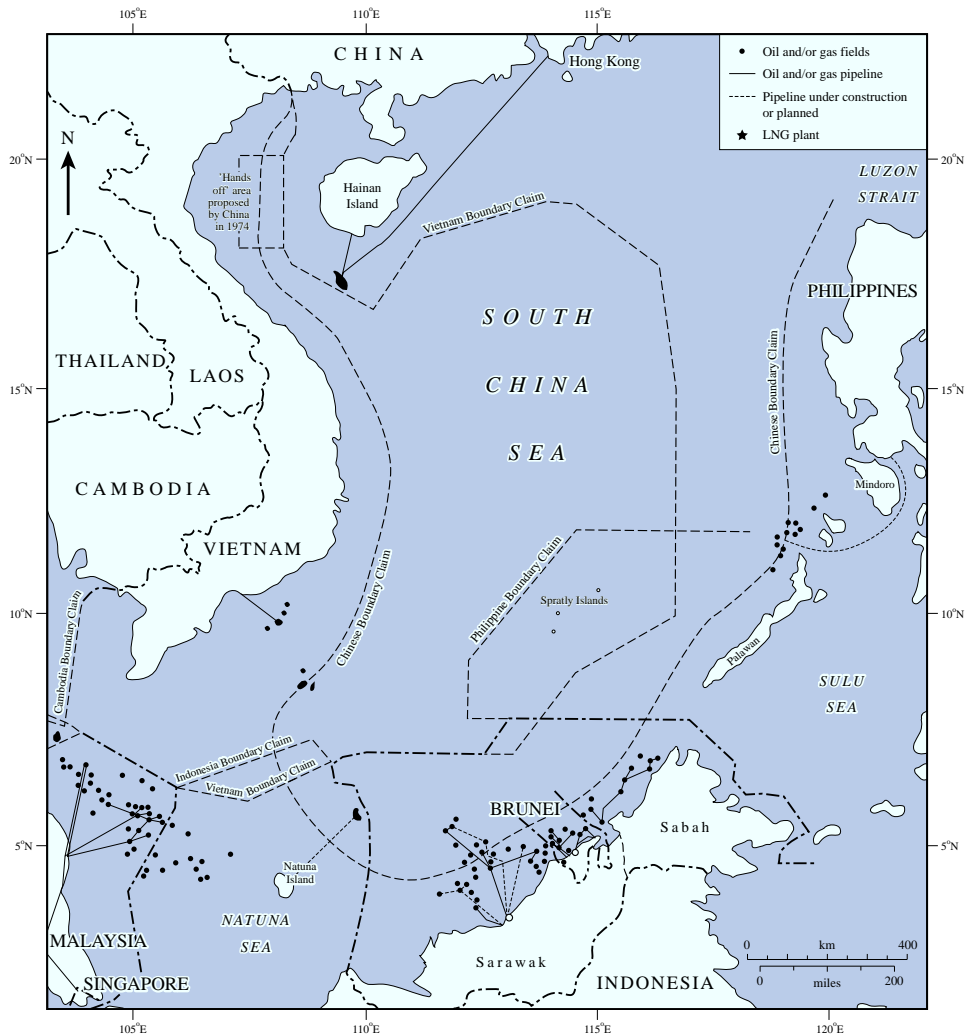 105°E
110°E
115°E
CHINA
Hong Kong
Oil and/or gas fields
Oil and/or gas pipeline
Pipeline under construction
or planned
LNG plant
N
20°N
20°N
LUZON
STRAIT
'Hands
off' area
proposed
by China
in 1974
Hainan
Island
Vietnam Boundary Claim
PHILIPPINES
SOUTH
CHINA
SEA
THAILAND
LAOS
15°N
15°N
Chinese Boundary Claim
CAMBODIA
Mindoro
VIETNAM
Chinese Boundary Claim
Philippine Boundary Claim
Spratly Islands
10°N
10°N
Cambodia Boundary Claim
Palawan
SULU
SEA
Indonesia Boundary Claim
Vietnam Boundary Claim
BRUNEI
Sabah
5°N
5°N
Natuna
Island
NATUNA
SEA
MALAYSIA
SINGAPORE
Sarawak
INDONESIA
0
km
400
0
miles
200
105°E
110°E
115°E
120°E